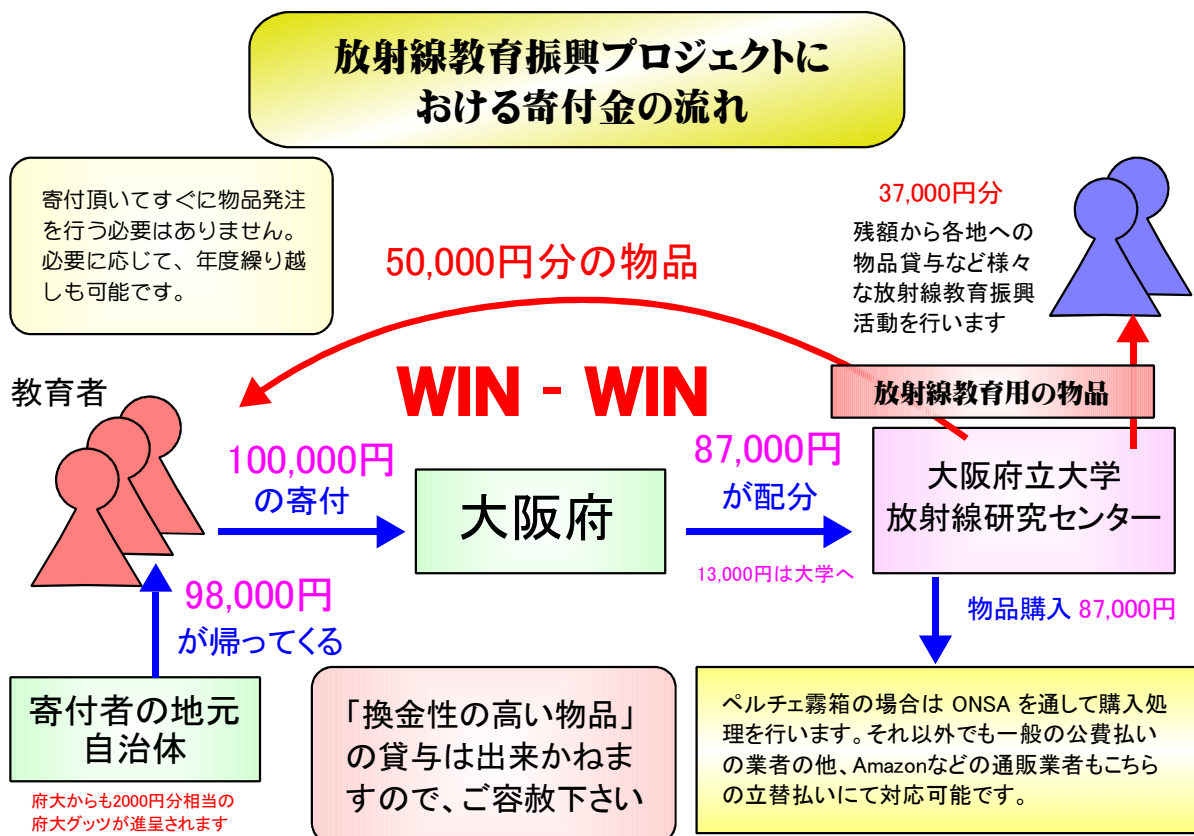 放射線教育振興プロジェクトに
おける寄付金の流れ
寄付頂いてすぐに物品発注
を行う必要はありません。
必要に応じて、年度繰り越
しも可能です。
50,000円分の物品
37,000円分
残額から各地への
物品貸与など様々
な放射線教育振興
活動を行います
WIN - WIN
放射線教育用の物品
教育者
100,000円
の寄付
大阪府
87,000円
が配分
13,000円は大学へ
大阪府立大学
放射線研究センター
98,000円
が帰ってくる
物品購入 87,000円
寄付者の地元
自治体
府大からも2000円分相当の
府大グッツが進呈されます
「換金性の高い物品」
の貸与は出来かねま
すので、ご容赦下さい
ペルチェ霧箱の場合は ONSA を通して購入処
理を行います。それ以外でも一般の公費払い
の業者の他、Amazonなどの通販業者もこちら
の立替払いにて対応可能です。